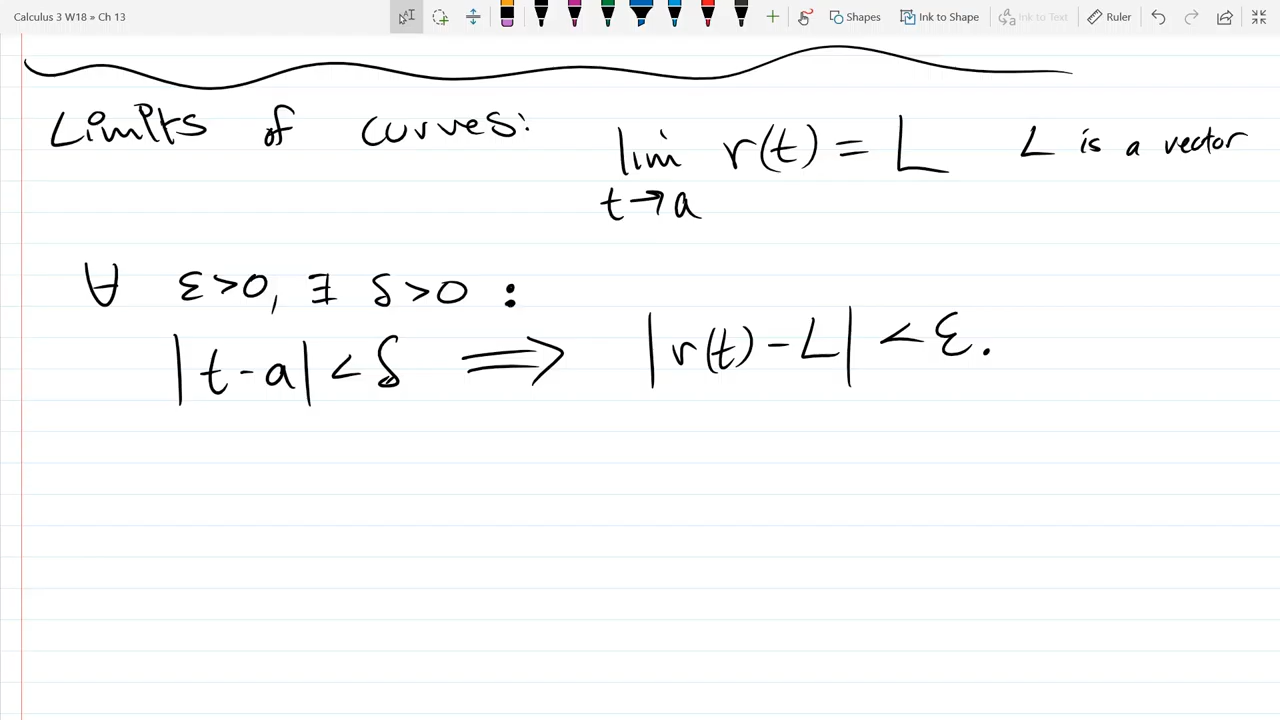 Calculus 3 W18 » Ch 13
Shapes Ink to Shape Ink to Text Ruler
Limits of curves: lim r(t) = L L is a vector
t→a
∀ ε>0, ∃ δ>0 :
|t-a| < δ ⟹ |r(t)-L| < ε.